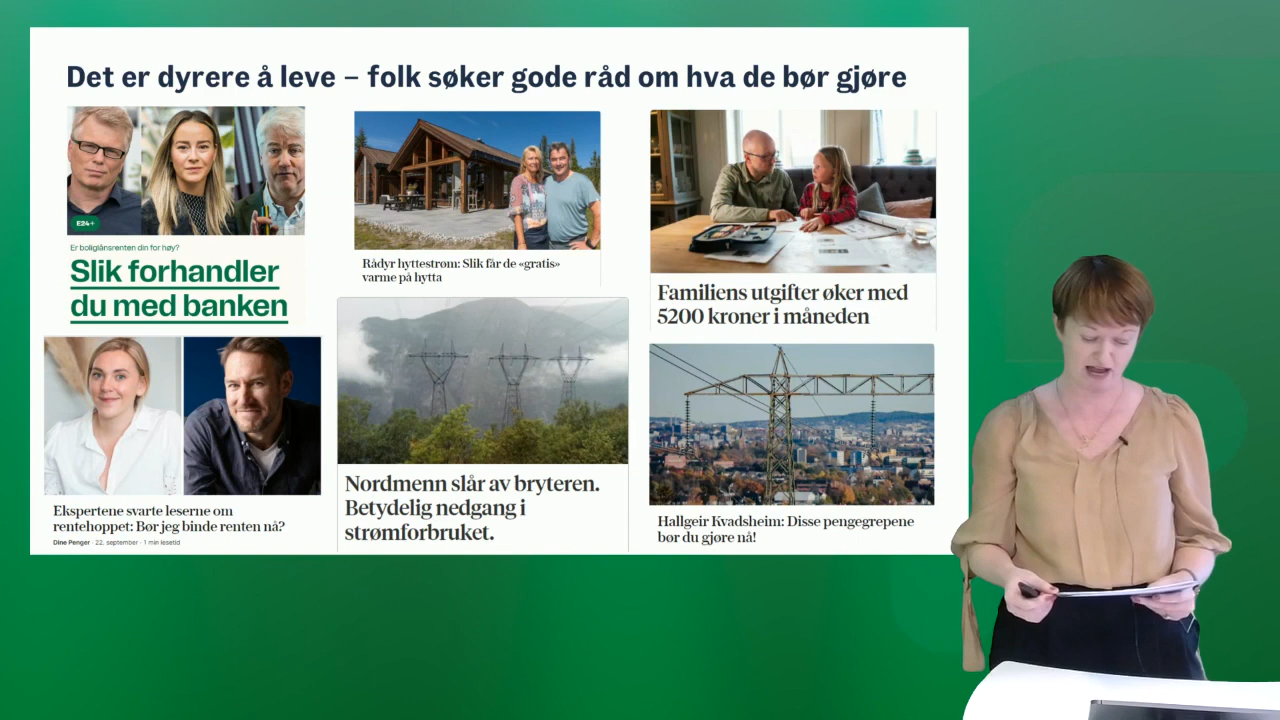 Det er dyrere å leve – folk søker gode råd om hva de bør gjøre
E24+
Er boliglånsrenten din for høy?
Slik forhandler
du med banken
Rådyr hyttestrøm: Slik får de «gratis»
varme på hytta
Familiens utgifter øker med
5200 kroner i måneden
Ekspertene svarte leserne om
rentehoppet: Bør jeg binde renten nå?
Dine Penger · 22. september · 1 min lesetid
Nordmenn slår av bryteren.
Betydelig nedgang i
strømforbruket.
Hallgeir Kvadsheim: Disse pengegrepene
bør du gjøre nå!